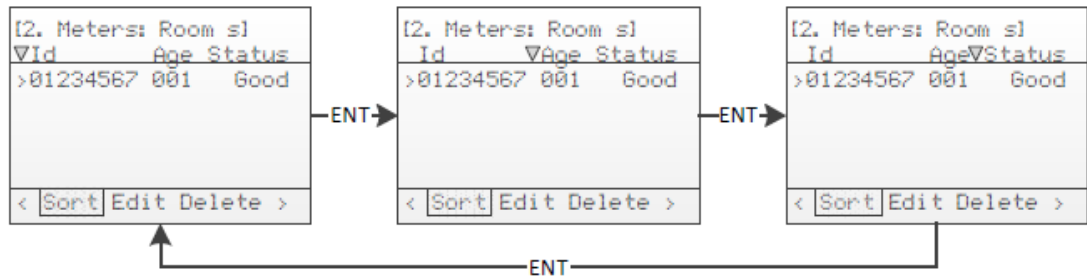 [2. Meters: Room s]
▽Id Age Status
>01234567 001 Good
< Sort Edit Delete >
ENT
[2. Meters: Room s]
Id ▽Age Status
>01234567 001 Good
< Sort Edit Delete >
ENT
[2. Meters: Room s]
Id Age▽Status
>01234567 001 Good
< Sort Edit Delete >
ENT